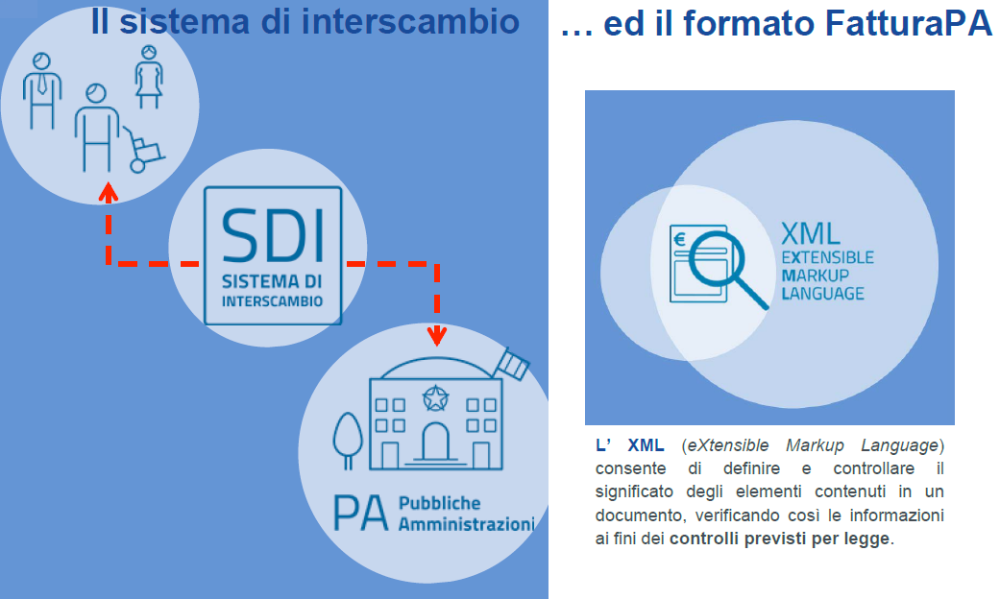 Il sistema di interscambio
… ed il formato FatturaPA
SDI
SISTEMA DI
INTERSCAMBIO
PA Pubbliche
Amministrazioni
€
XML
EXTENSIBLE
MARKUP
LANGUAGE
L’ XML (eXtensible Markup Language)
consente di definire e controllare il
significato degli elementi contenuti in un
documento, verificando così le informazioni
ai fini dei controlli previsti per legge.